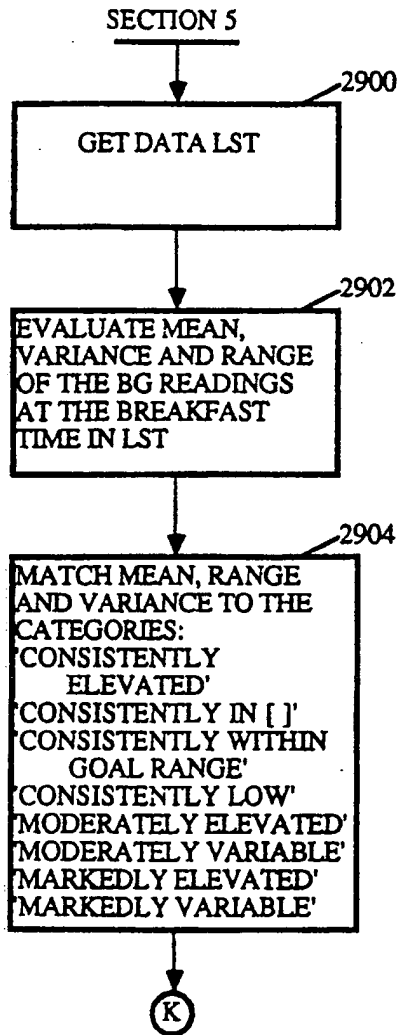 SECTION 5
2900
GET DATA LST
2902
EVALUATE MEAN,
VARIANCE AND RANGE
OF THE BG READINGS
AT THE BREAKFAST
TIME IN LST
2904
MATCH MEAN, RANGE
AND VARIANCE TO THE
CATEGORIES:
'CONSISTENTLY
ELEVATED'
'CONSISTENTLY IN [ ]'
'CONSISTENTLY WITHIN
GOAL RANGE'
'CONSISTENTLY LOW'
'MODERATELY ELEVATED'
'MODERATELY VARIABLE'
'MARKEDLY ELEVATED'
'MARKEDLY VARIABLE'
K